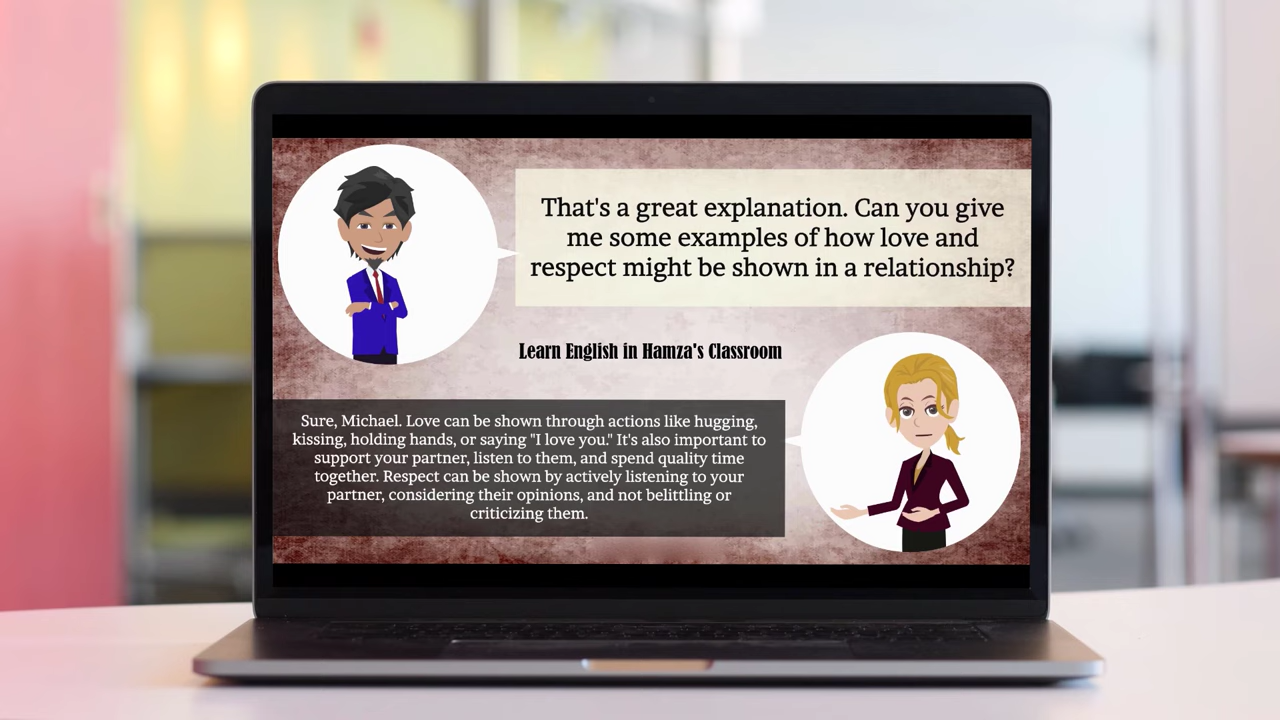 That's a great explanation. Can you give
me some examples of how love and
respect might be shown in a relationship?
Learn English in Hamza's Classroom
Sure, Michael. Love can be shown through actions like hugging,
kissing, holding hands, or saying "I love you." It's also important to
support your partner, listen to them, and spend quality time
together. Respect can be shown by actively listening to your
partner, considering their opinions, and not belittling or
criticizing them.